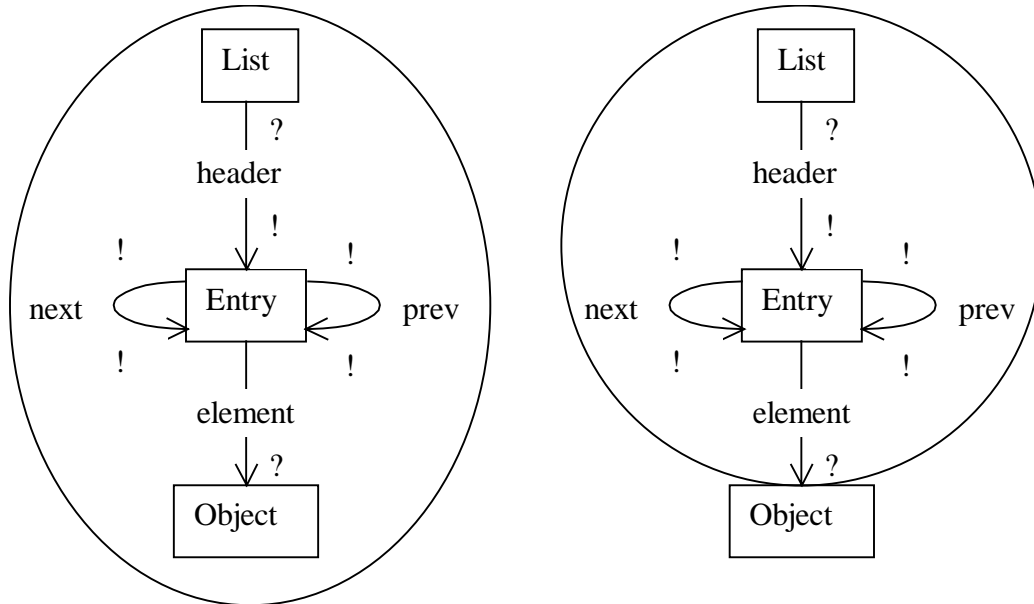 List
?
header
!
!
!
next
Entry
prev
!
!
element
?
Object
List
?
header
!
!
!
next
Entry
prev
!
!
element
?
Object